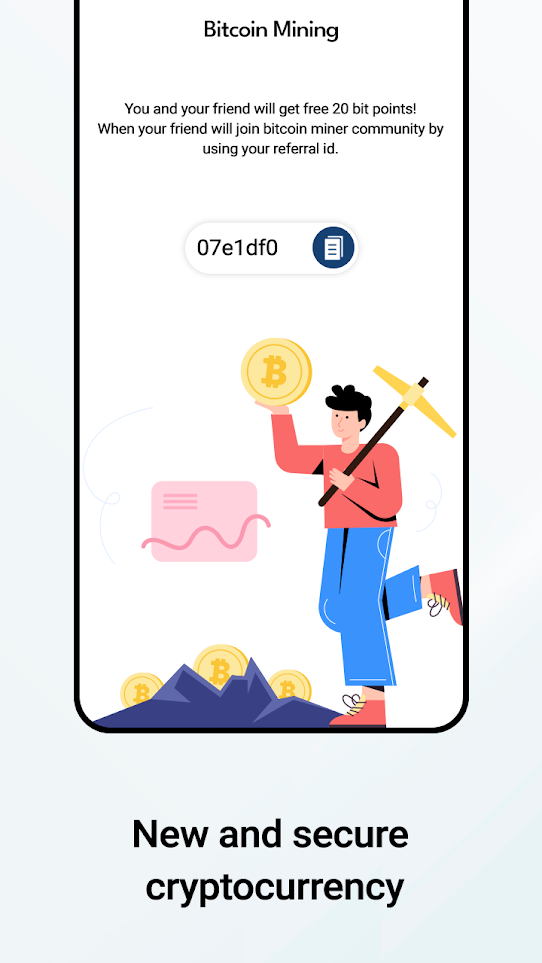 Bitcoin Mining
You and your friend will get free 20 bit points!
When your friend will join bitcoin miner community by
using your referral id.
07e1df0
New and secure
cryptocurrency